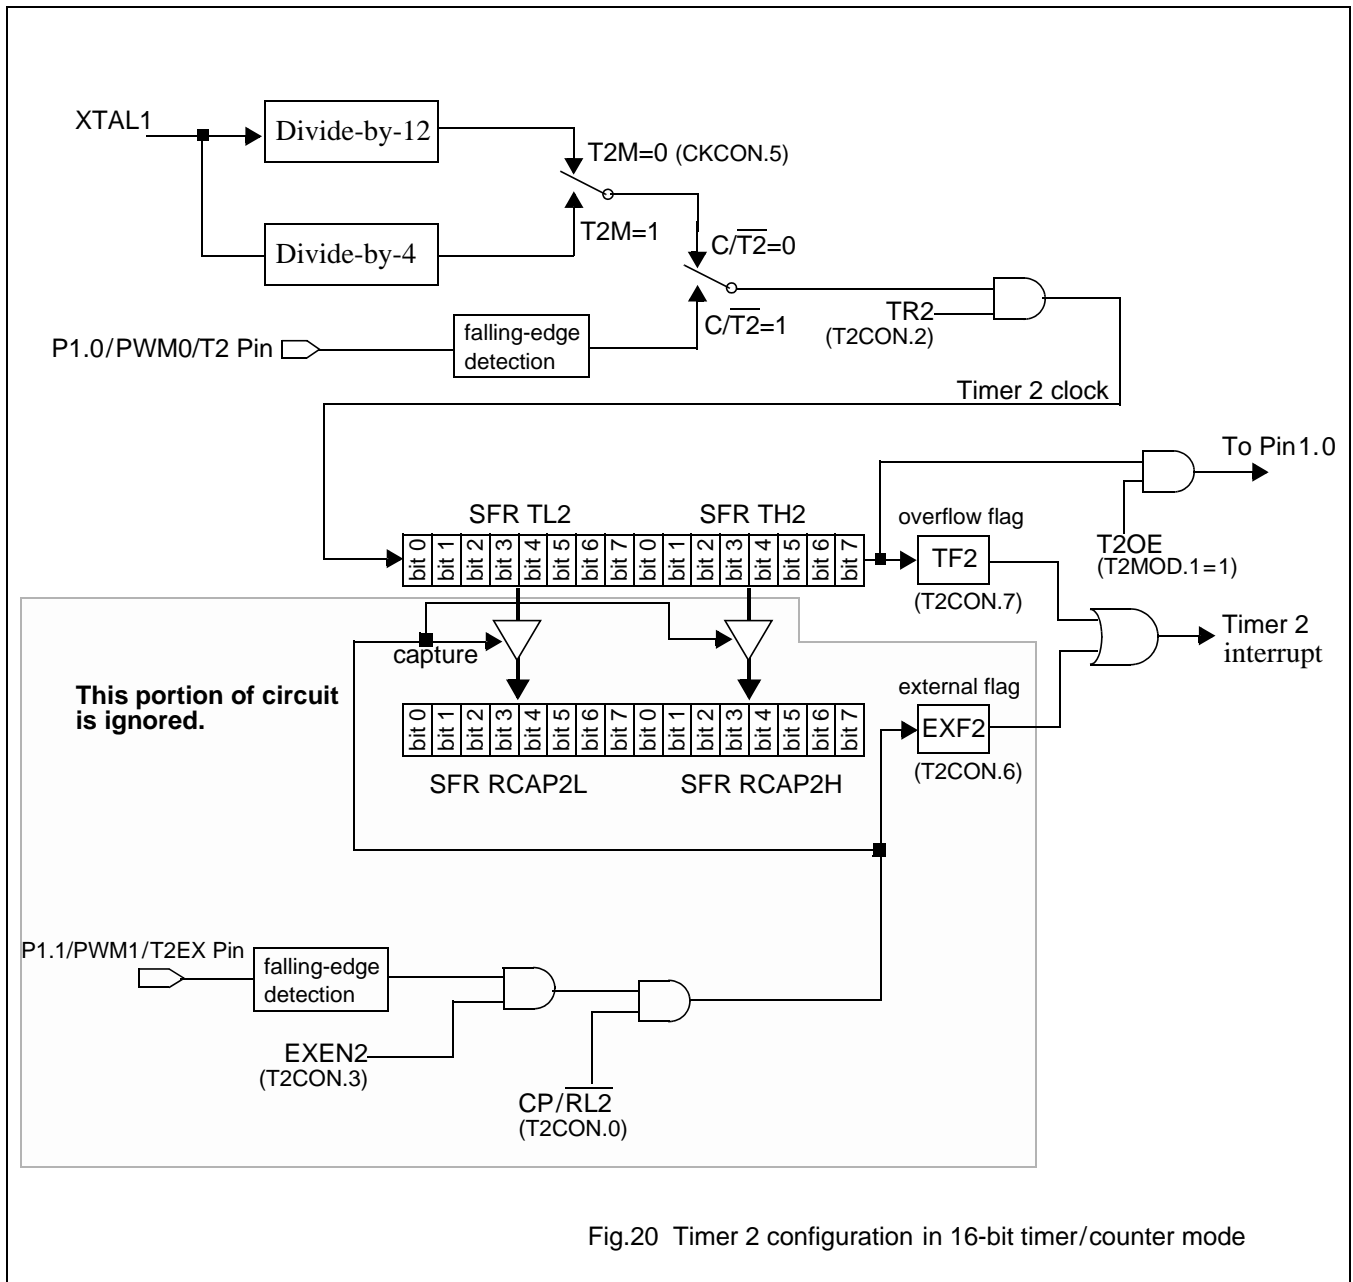 XTAL1
Divide-by-12
T2M=0 (CKCON.5)
Divide-by-4
T2M=1
C/T2=0
C/T2=1
TR2
(T2CON.2)
P1.0/PWM0/T2 Pin
falling-edge
detection
Timer 2 clock
To Pin1.0
SFR TL2
SFR TH2
overflow flag
bit 0 bit 1 bit 2 bit 3 bit 4 bit 5 bit 6 bit 7 bit 0 bit 1 bit 2 bit 3 bit 4 bit 5 bit 6 bit 7
TF2
(T2CON.7)
T2OE
(T2MOD.1=1)
Timer 2
interrupt
capture
This portion of circuit
is ignored.
external flag
bit 0 bit 1 bit 2 bit 3 bit 4 bit 5 bit 6 bit 7 bit 0 bit 1 bit 2 bit 3 bit 4 bit 5 bit 6 bit 7
EXF2
(T2CON.6)
SFR RCAP2L
SFR RCAP2H
P1.1/PWM1/T2EX Pin
falling-edge
detection
EXEN2
(T2CON.3)
CP/RL2
(T2CON.0)
Fig.20 Timer 2 configuration in 16-bit timer/counter mode